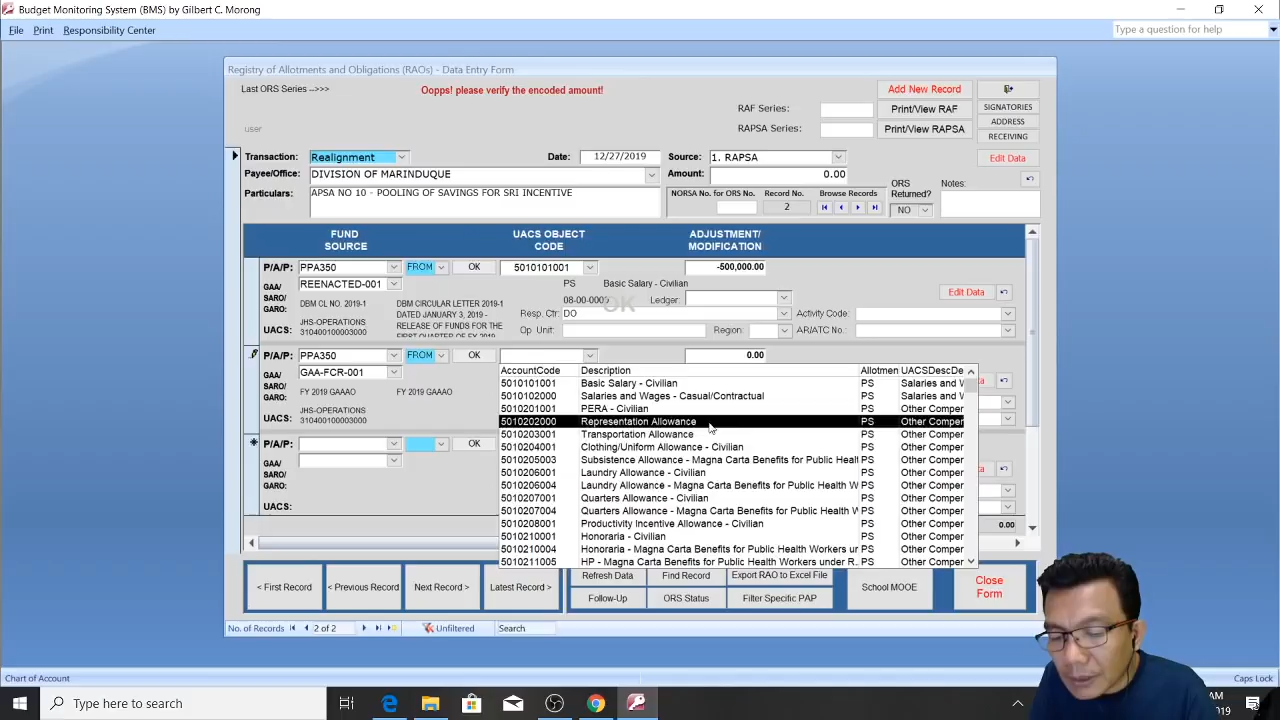 Budget Monitoring System (BMS) by Gilbert C. Morong
File Print Responsibility Center
Type a question for help
Registry of Allotments and Obligations (RAOs) - Data Entry Form
Last ORS Series -->>>
Oopps! please verify the encoded amount!
Add New Record
RAF Series:
Print/View RAF
SIGNATORIES
user
RAPSA Series:
Print/View RAPSA
ADDRESS
RECEIVING
Transaction: Realignment
Date: 12/27/2019
Source: 1. RAPSA
Edit Data
Payee/Office: DIVISION OF MARINDUQUE
Amount: 0.00
Particulars: APSA NO 10 - POOLING OF SAVINGS FOR SRI INCENTIVE
NORSA No. for ORS No. Record No. Browse Records
2
ORS Returned? NO
Notes:
FUND SOURCE
UACS OBJECT CODE
ADJUSTMENT/ MODIFICATION
P/A/P: PPA350 FROM OK 5010101001 -500,000.00
GAA/ SARO/ GARO: REENACTED-001
PS Basic Salary - Civilian
Edit Data
DBM CL NO. 2019-1
DBM CIRCULAR LETTER 2019-1
DATED JANUARY 3, 2019 -
RELEASE OF FUNDS FOR THE
FIRST QUARTER OF FY 2019
OK
Ledger:
Resp. Ctr: DO
Activity Code:
UACS: JHS-OPERATIONS
310400100003000
Op Unit: Region: AR/ATC No.:
P/A/P: PPA350 FROM OK 0.00
GAA/ SARO/ GARO: GAA-FCR-001
FY 2019 GAAAO FY 2019 GAAAO
UACS: JHS-OPERATIONS
310400100003000
P/A/P: OK
GAA/ SARO/ GARO:
UACS:
AccountCode Description Allotmen UACSDescDe
5010101001 Basic Salary - Civilian PS Salaries and W
5010102000 Salaries and Wages - Casual/Contractual PS Salaries and W
5010201001 PERA - Civilian PS Other Comper
5010202000 Representation Allowance PS Other Comper
5010203001 Transportation Allowance PS Other Comper
5010204001 Clothing/Uniform Allowance - Civilian PS Other Comper
5010205003 Subsistence Allowance - Magna Carta Benefits for Public Healt PS Other Comper
5010206001 Laundry Allowance - Civilian PS Other Comper
5010206004 Laundry Allowance - Magna Carta Benefits for Public Health W PS Other Comper
5010207001 Quarters Allowance - Civilian PS Other Comper
5010207004 Quarters Allowance - Magna Carta Benefits for Public Health W PS Other Comper
5010208001 Productivity Incentive Allowance - Civilian PS Other Comper
5010210001 Honoraria - Civilian PS Other Comper
5010210004 Honoraria - Magna Carta Benefits for Public Health Workers ur PS Other Comper
5010211005 HP - Magna Carta Benefits for Public Health Workers under R. PS Other Comper
0.00
< First Record < Previous Record Next Record > Latest Record >
Refresh Data Find Record Export RAO to Excel File
Follow-Up ORS Status Filter Specific PAP
School MOOE
Close Form
No. of Records 2 of 2 Unfiltered Search
Chart of Account
Caps Lock
Type here to search
AM
2019